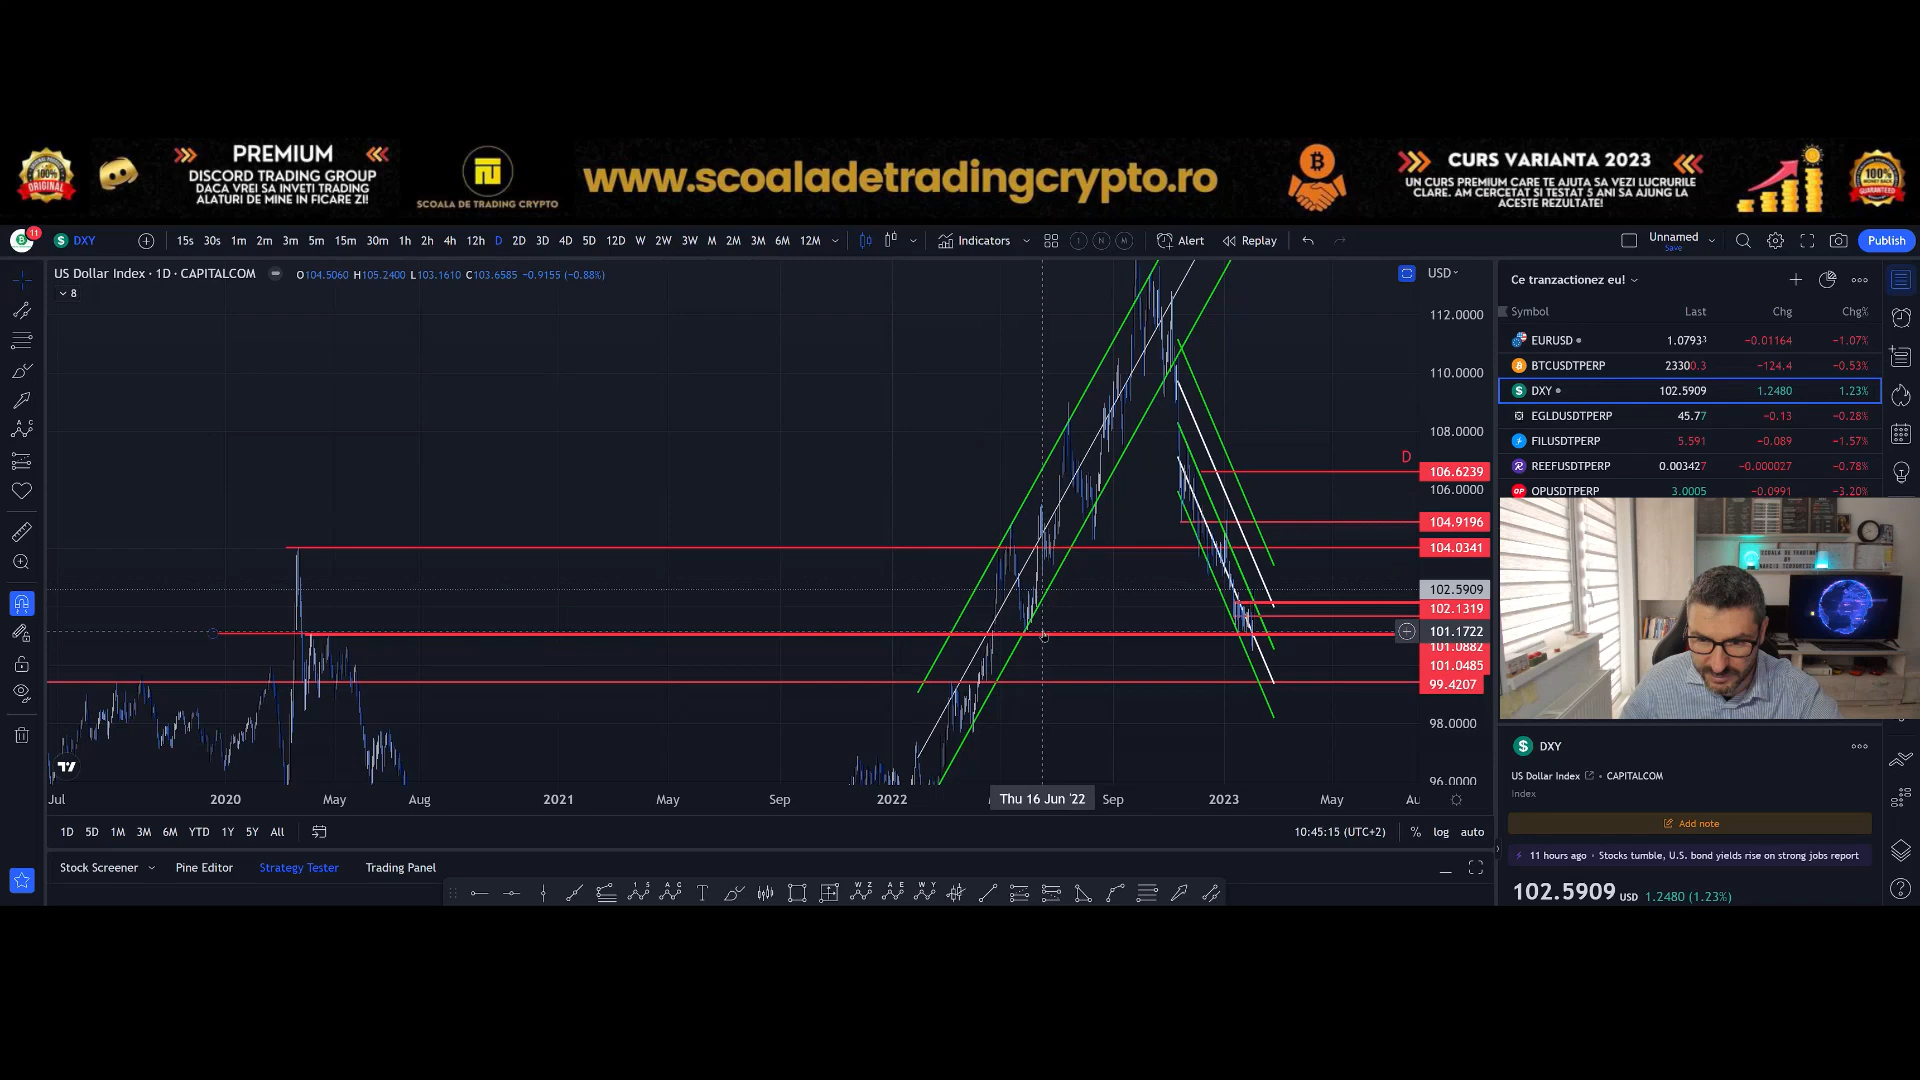 PREMIUM
DISCORD TRADING GROUP
DACA VREI SA INVETI TRADING
ALATURI DE MINE IN FICARE ZI!
SCOALA DE TRADING CRYPTO
www.scoaladetradingcrypto.ro
CURS VARIANTA 2023
UN CURS PREMIUM CARE TE AJUTA SA VEZI LUCRURILE
CLARE. AM CERCETAT SI TESTAT 5 ANI SA AJUNG LA
ACESTE REZULTATE!
100%
ORIGINAL
100%
11
DXY
15s 30s 1m 2m 3m 5m 15m 30m 1h 2h 4h 12h D 2D 3D 4D 5D 12D W 2W 3W M 2M 3M 6M 12M
Indicators
Alert
Replay
Unnamed
Save
Publish
US Dollar Index · 1D · CAPITALCOM
O104.5060 H105.2400 L103.1610 C103.6585 −0.9155 (−0.88%)
8
USD
112.0000
110.0000
108.0000
D
106.6239
106.0000
104.9196
104.0341
102.5909
102.1319
101.1722
101.0882
101.0485
99.4207
98.0000
96.0000
Jul 2020 May Aug 2021 May Sep 2022 Thu 16 Jun '22 Sep 2023 May Au
1D 5D 1M 3M 6M YTD 1Y 5Y All
10:45:15 (UTC+2)
% log auto
Stock Screener
Pine Editor
Strategy Tester
Trading Panel
Ce tranzactionez eu!
Symbol Last Chg Chg%
EURUSD 1.07933 −0.01164 −1.07%
BTCUSDTPERP 23300.3 −124.4 −0.53%
DXY 102.5909 1.2480 1.23%
EGLDUSDTPERP 45.77 −0.13 −0.28%
FILUSDTPERP 5.591 −0.089 −1.57%
REEFUSDTPERP 0.003427 −0.000027 −0.78%
OPUSDTPERP 3.0005 −0.0991 −3.20%
DXY
US Dollar Index · CAPITALCOM
Index
Add note
11 hours ago · Stocks tumble, U.S. bond yields rise on strong jobs report
102.5909 USD 1.2480 (1.23%)